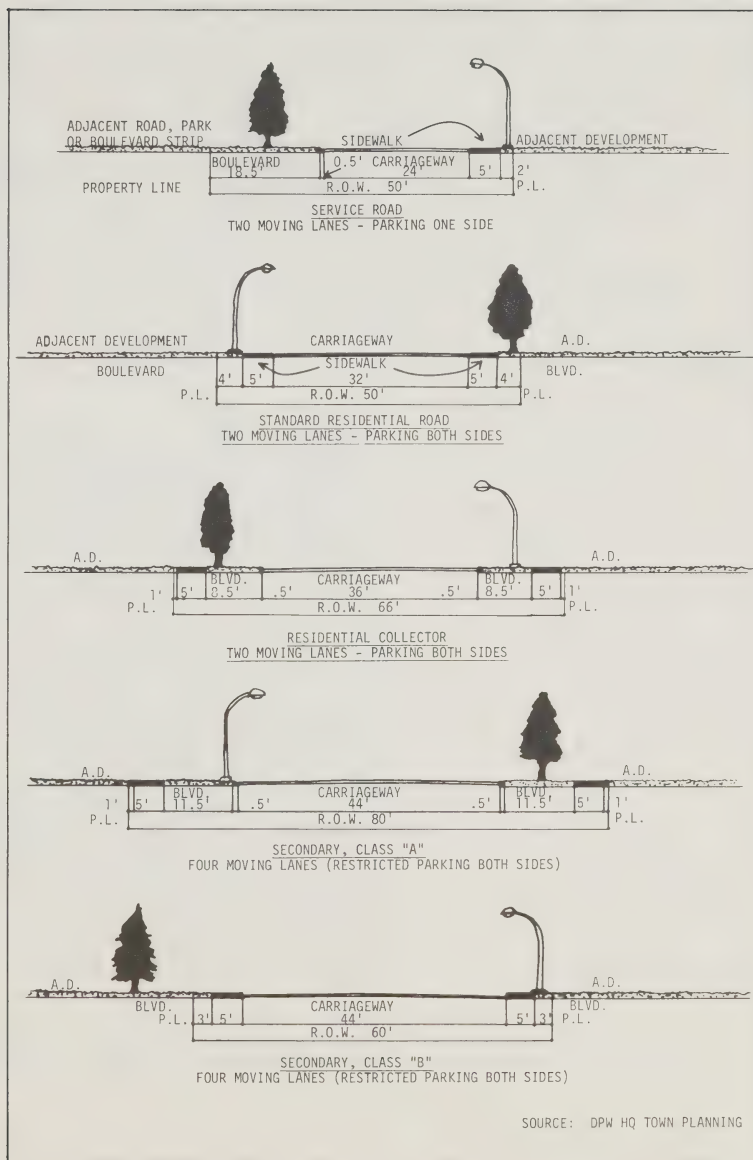 ADJACENT ROAD, PARK
OR BOULEVARD STRIP
SIDEWALK
ADJACENT DEVELOPMENT
BOULEVARD 0.5' CARRIAGEWAY
18.5' 24' 5' 2'
PROPERTY LINE R.O.W. 50' P.L.
SERVICE ROAD
TWO MOVING LANES - PARKING ONE SIDE
ADJACENT DEVELOPMENT CARRIAGEWAY A.D.
BOULEVARD SIDEWALK BLVD.
4' 5' 32' 5' 4'
P.L. R.O.W. 50' P.L.
STANDARD RESIDENTIAL ROAD
TWO MOVING LANES - PARKING BOTH SIDES
A.D. A.D.
BLVD. CARRIAGEWAY BLVD.
1' 5' 8.5' .5' 36' .5' 8.5' 5' 1'
P.L. R.O.W. 66' P.L.
RESIDENTIAL COLLECTOR
TWO MOVING LANES - PARKING BOTH SIDES
A.D. A.D.
BLVD. CARRIAGEWAY BLVD
1' 5' 11.5' .5' 44' .5' 11.5' 5' 1'
P.L. R.O.W. 80' P.L.
SECONDARY, CLASS "A"
FOUR MOVING LANES (RESTRICTED PARKING BOTH SIDES)
A.D. A.D.
BLVD. CARRIAGEWAY BLVD.
P.L. 3' 5' 44' 5' 3' P.L.
R.O.W. 60'
SECONDARY, CLASS "B"
FOUR MOVING LANES (RESTRICTED PARKING BOTH SIDES)
SOURCE: DPW HQ TOWN PLANNING